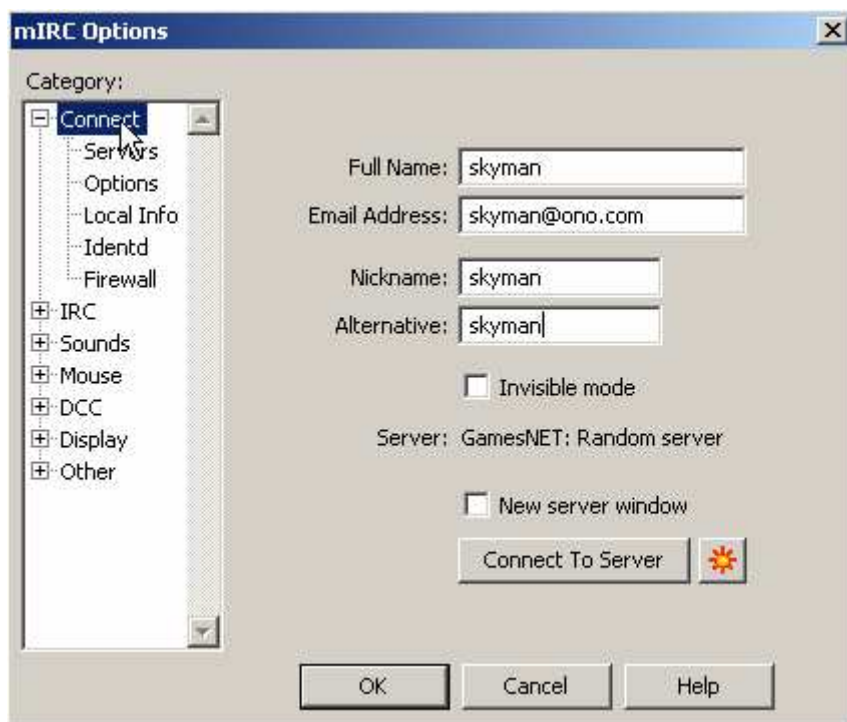 mIRC Options
Category:
Connect
Servers
Options
Local Info
Identd
Firewall
IRC
Sounds
Mouse
DCC
Display
Other
Full Name: skyman
Email Address: skyman@ono.com
Nickname: skyman
Alternative: skyman
Invisible mode
Server: GamesNET: Random server
New server window
Connect To Server
OK Cancel Help